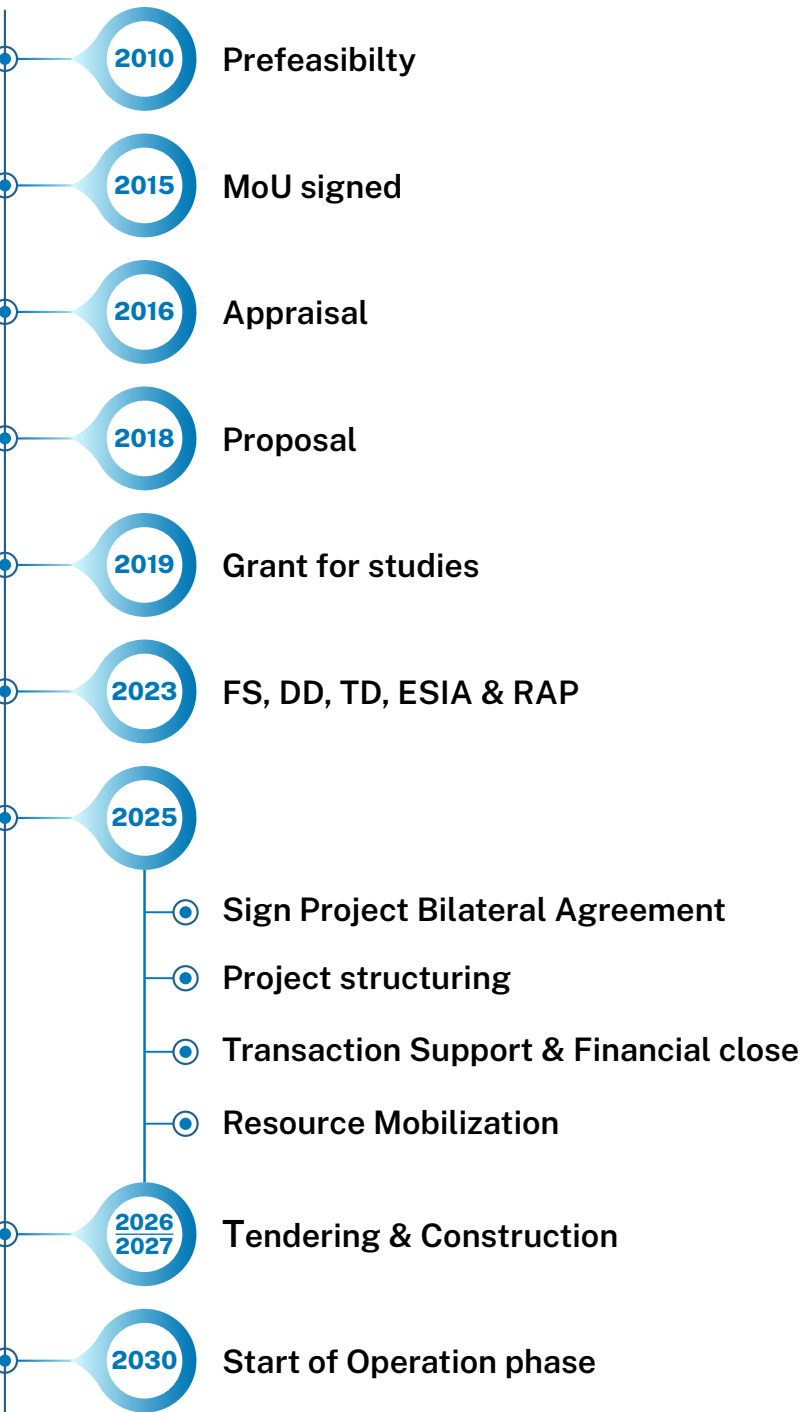 2010 Prefeasibilty
2015 MoU signed
2016 Appraisal
2018 Proposal
2019 Grant for studies
2023 FS, DD, TD, ESIA & RAP
2025
Sign Project Bilateral Agreement
Project structuring
Transaction Support & Financial close
Resource Mobilization
2026
2027
Tendering & Construction
2030 Start of Operation phase